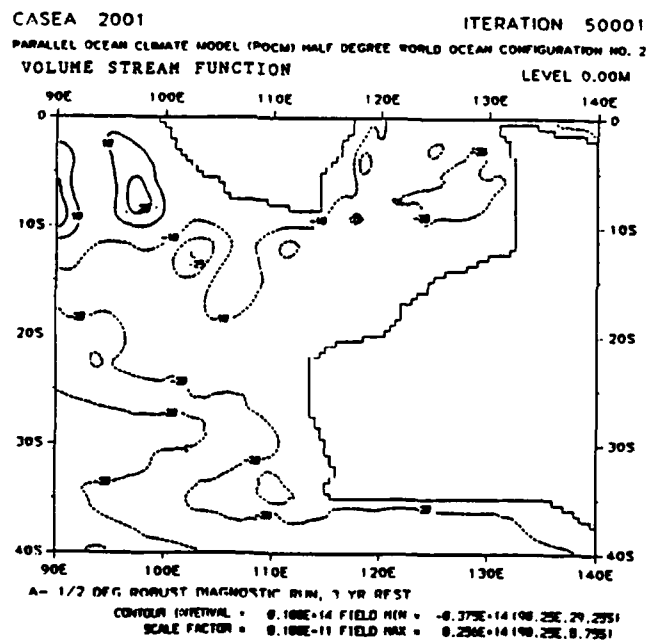 CASEA 2001 ITERATION 50001
PARALLEL OCEAN CLIMATE MODEL (POCM) HALF DEGREE WORLD OCEAN CONFIGURATION NO. 2
VOLUME STREAM FUNCTION LEVEL 0.00M
90E 100E 110E 120E 130E 140E
0 0
10S 10S
20S 20S
30S 30S
40S 40S
90E 100E 110E 120E 130E 140E
A- 1/2 DEG ROBUST DIAGNOSTIC RUN, 3 YR REST
CONTOUR INTERVAL = 0.100E+14 FIELD MIN = -0.375E+14 (90.25E,29.25S)
SCALE FACTOR = 0.100E-11 FIELD MAX = 0.256E+14 (90.25E,8.75S)